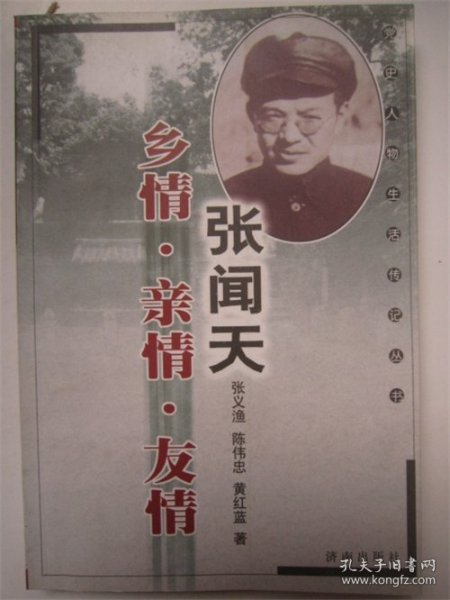 党史人物生活传记丛书
张闻天
乡情·亲情·友情
张义渔 陈伟忠 黄红蓝 著
济南出版社
孔夫子旧书网
www.kongfz.com